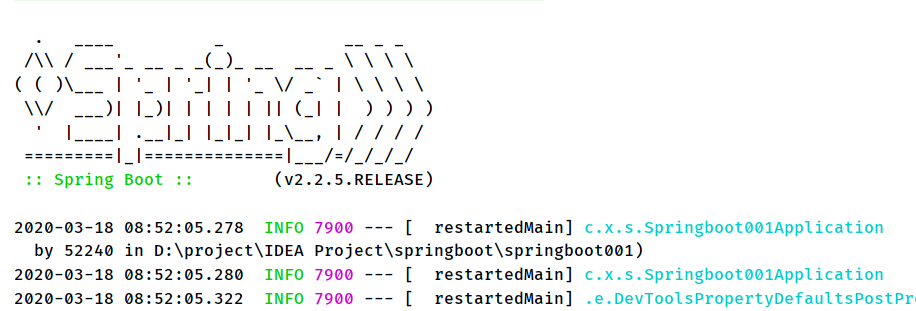 .   ____          _            __ _ _
 /\\ / ___'_ __ _ _(_)_ __  __ _ \ \ \ \
( ( )\___ | '_ | '_| | '_ \/ _` | \ \ \ \
 \\/  ___)| |_)| | | | | || (_| |  ) ) ) )
  '  |____| .__|_| |_|_| |_\__, | / / / /
 =========|_|==============|___/=/_/_/_/
 :: Spring Boot ::        (v2.2.5.RELEASE)
2020-03-18 08:52:05.278  INFO 7900 --- [  restartedMain] c.x.s.Springboot001Application
  by 52240 in D:\project\IDEA Project\springboot\springboot001)
2020-03-18 08:52:05.280  INFO 7900 --- [  restartedMain] c.x.s.Springboot001Application
2020-03-18 08:52:05.322  INFO 7900 --- [  restartedMain] .e.DevToolsPropertyDefaultsPostPr